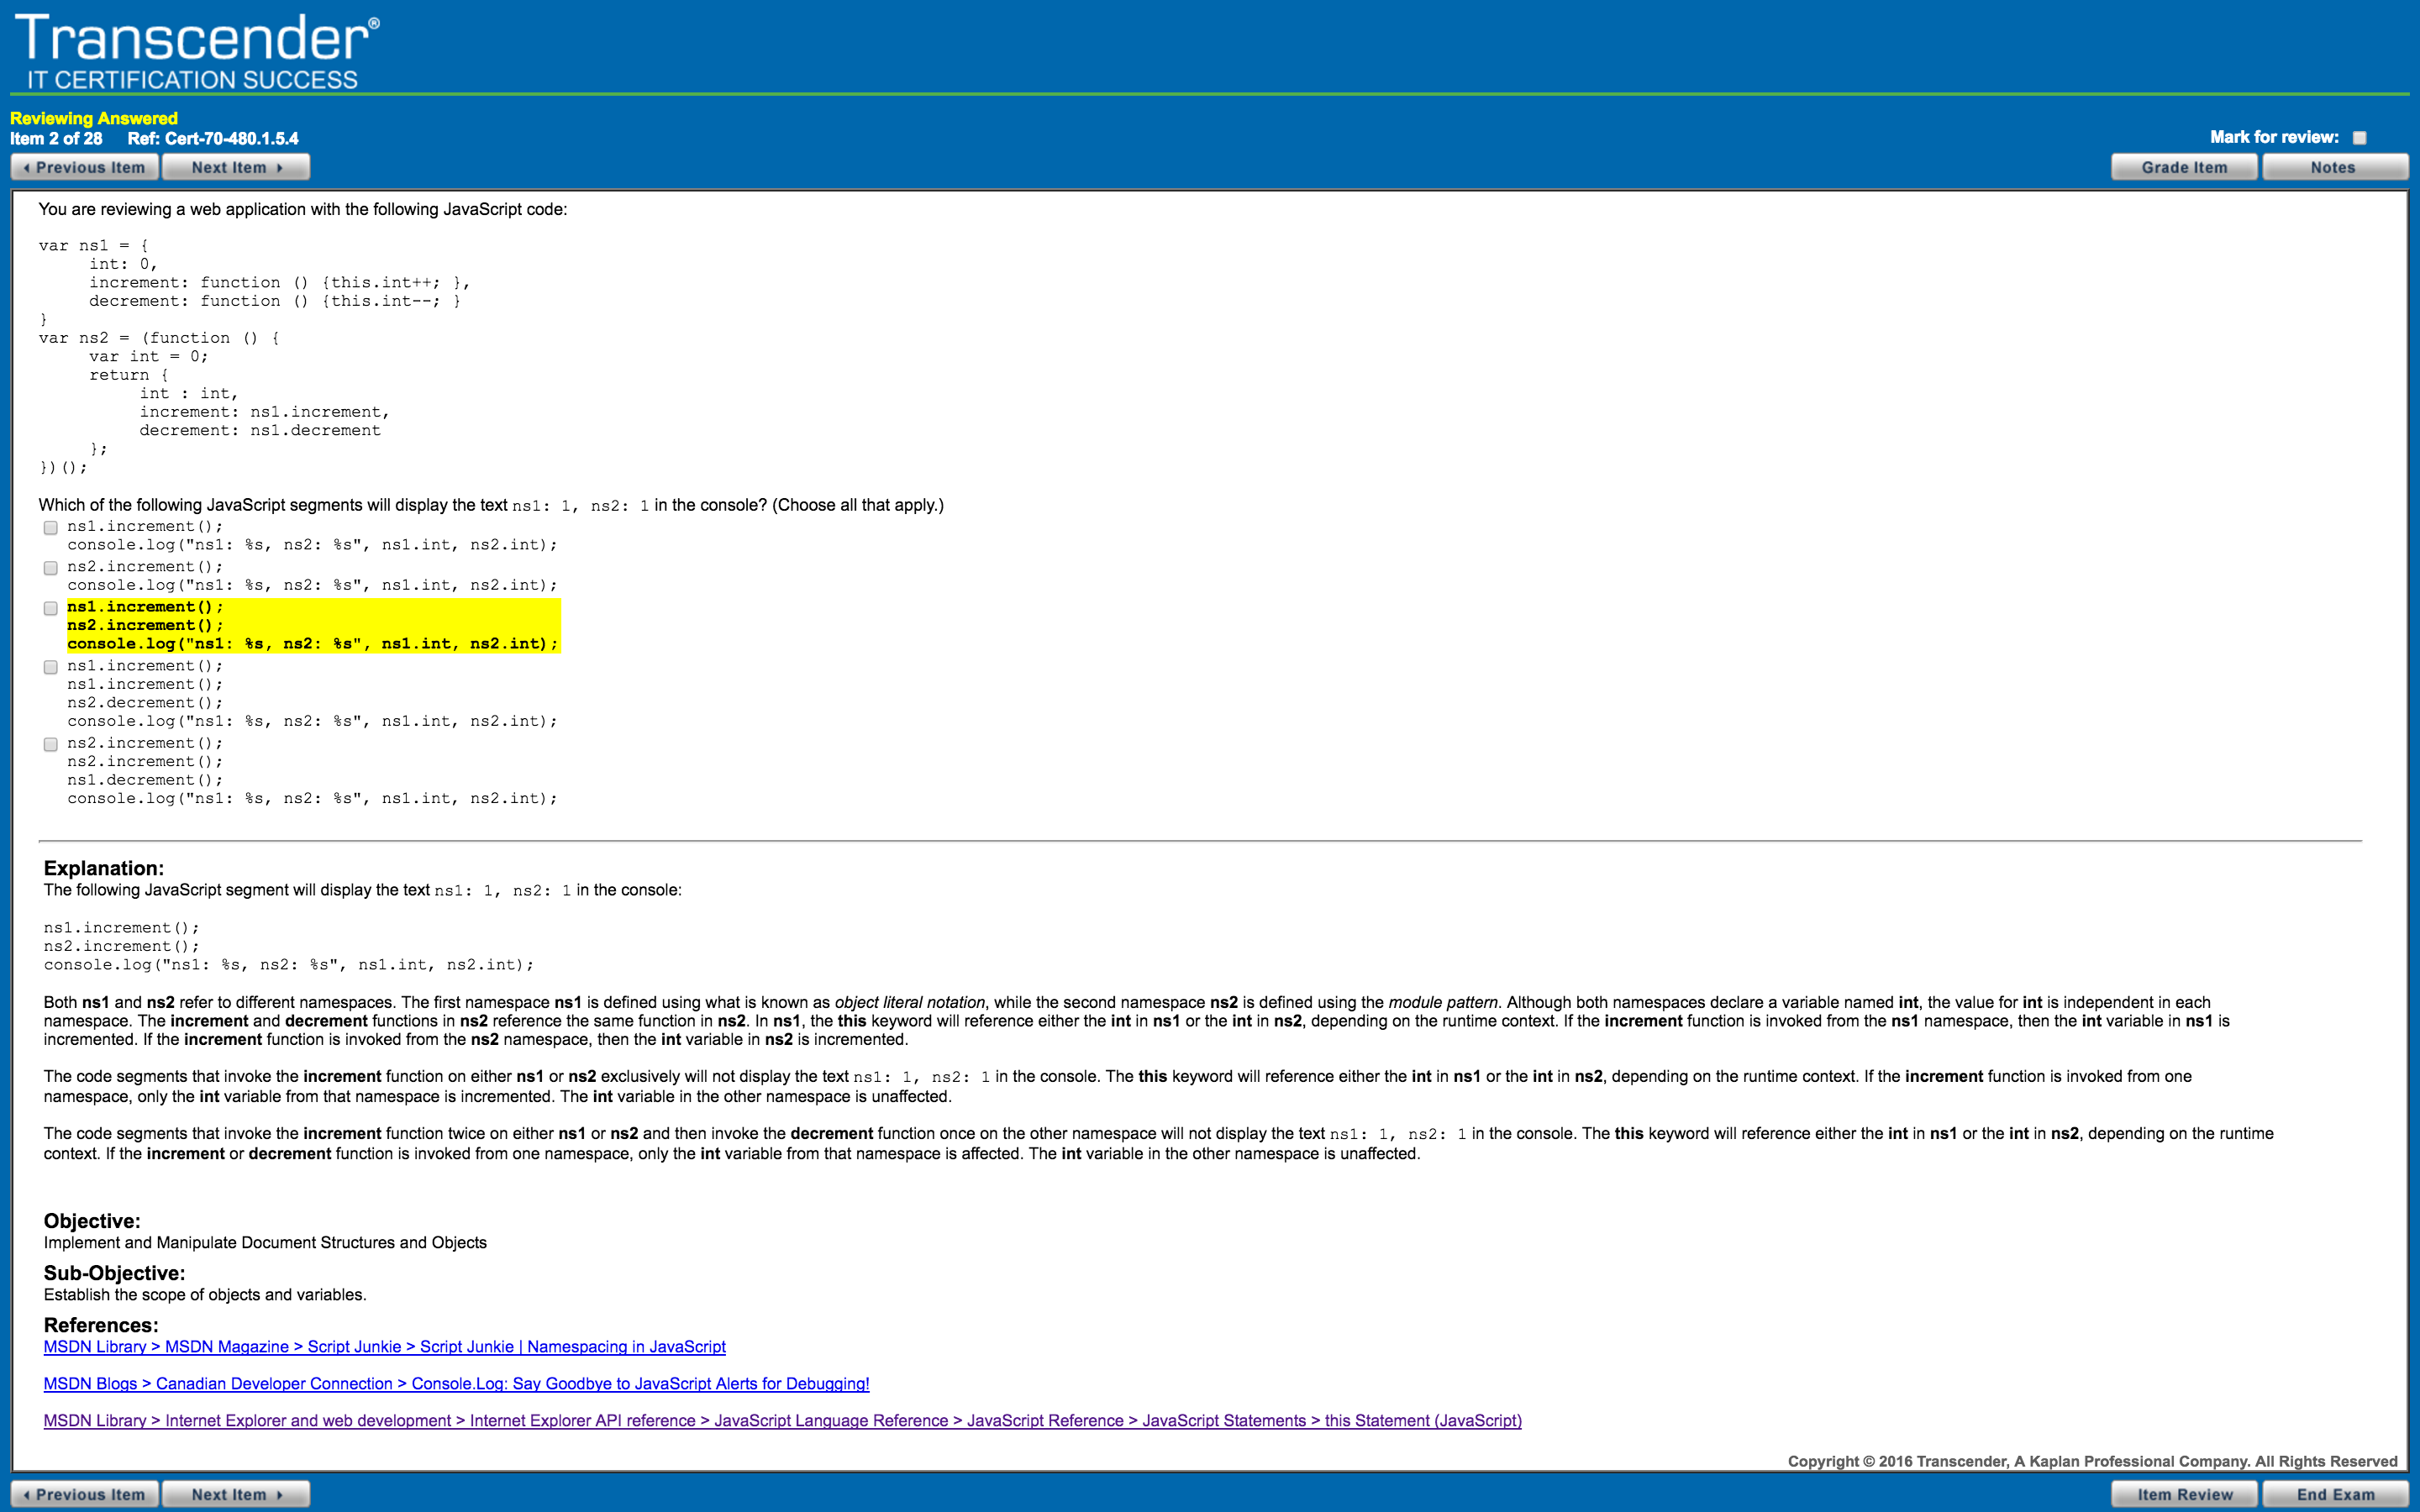 Transcender®
IT CERTIFICATION SUCCESS
Reviewing Answered
Item 2 of 28 Ref: Cert-70-480.1.5.4
Mark for review:
Previous Item Next Item Grade Item Notes
You are reviewing a web application with the following JavaScript code:
var ns1 = {
int: 0,
increment: function () {this.int++; },
decrement: function () {this.int--; }
}
var ns2 = (function () {
var int = 0;
return {
int : int,
increment: ns1.increment,
decrement: ns1.decrement
};
})();
Which of the following JavaScript segments will display the text ns1: 1, ns2: 1 in the console? (Choose all that apply.)
ns1.increment();
console.log("ns1: %s, ns2: %s", ns1.int, ns2.int);
ns2.increment();
console.log("ns1: %s, ns2: %s", ns1.int, ns2.int);
ns1.increment();
ns2.increment();
console.log("ns1: %s, ns2: %s", ns1.int, ns2.int);
ns1.increment();
ns1.increment();
ns2.decrement();
console.log("ns1: %s, ns2: %s", ns1.int, ns2.int);
ns2.increment();
ns2.increment();
ns1.decrement();
console.log("ns1: %s, ns2: %s", ns1.int, ns2.int);
Explanation:
The following JavaScript segment will display the text ns1: 1, ns2: 1 in the console:
ns1.increment();
ns2.increment();
console.log("ns1: %s, ns2: %s", ns1.int, ns2.int);
Both ns1 and ns2 refer to different namespaces. The first namespace ns1 is defined using what is known as object literal notation, while the second namespace ns2 is defined using the module pattern. Although both namespaces declare a variable named int, the value for int is independent in each
namespace. The increment and decrement functions in ns2 reference the same function in ns2. In ns1, the this keyword will reference either the int in ns1 or the int in ns2, depending on the runtime context. If the increment function is invoked from the ns1 namespace, then the int variable in ns1 is
incremented. If the increment function is invoked from the ns2 namespace, then the int variable in ns2 is incremented.
The code segments that invoke the increment function on either ns1 or ns2 exclusively will not display the text ns1: 1, ns2: 1 in the console. The this keyword will reference either the int in ns1 or the int in ns2, depending on the runtime context. If the increment function is invoked from one
namespace, only the int variable from that namespace is incremented. The int variable in the other namespace is unaffected.
The code segments that invoke the increment function twice on either ns1 or ns2 and then invoke the decrement function once on the other namespace will not display the text ns1: 1, ns2: 1 in the console. The this keyword will reference either the int in ns1 or the int in ns2, depending on the runtime
context. If the increment or decrement function is invoked from one namespace, only the int variable from that namespace is affected. The int variable in the other namespace is unaffected.
Objective:
Implement and Manipulate Document Structures and Objects
Sub-Objective:
Establish the scope of objects and variables.
References:
MSDN Library > MSDN Magazine > Script Junkie > Script Junkie | Namespacing in JavaScript
MSDN Blogs > Canadian Developer Connection > Console.Log: Say Goodbye to JavaScript Alerts for Debugging!
MSDN Library > Internet Explorer and web development > Internet Explorer API reference > JavaScript Language Reference > JavaScript Reference > JavaScript Statements > this Statement (JavaScript)
Copyright © 2016 Transcender, A Kaplan Professional Company. All Rights Reserved
Previous Item Next Item Item Review End Exam